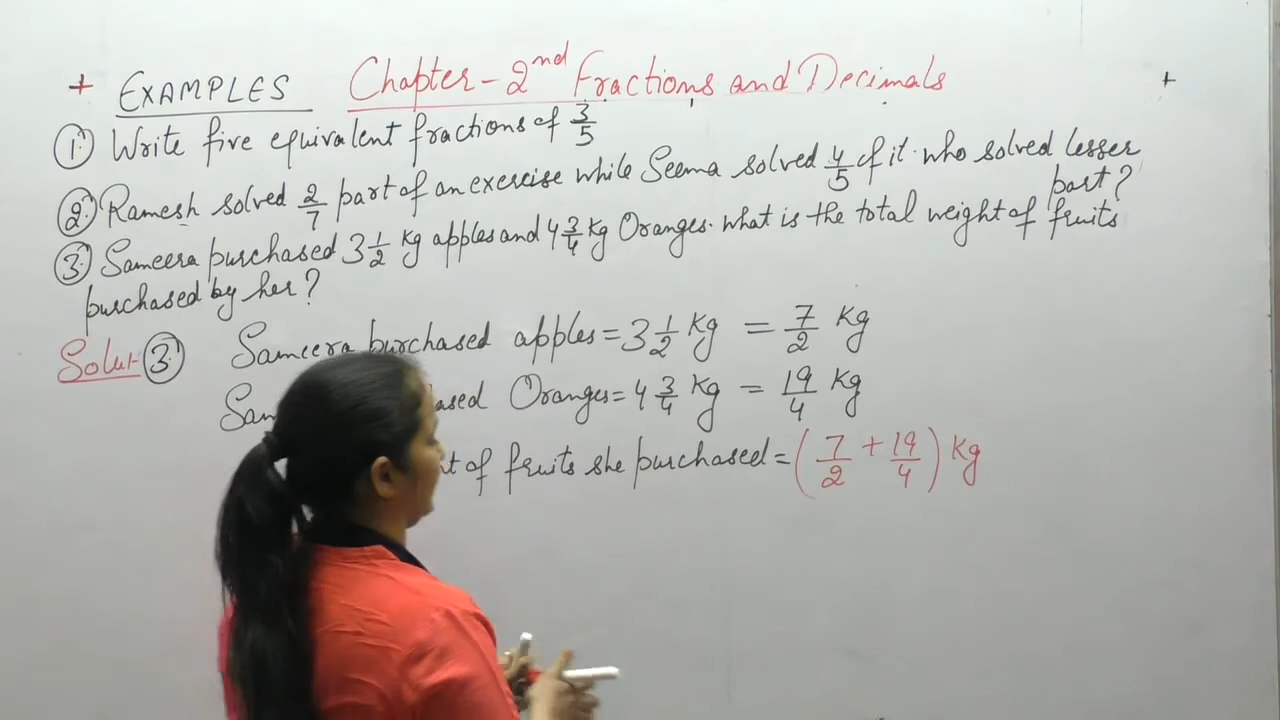 + EXAMPLES Chapter-2nd Fractions and Decimals +
1. Write five equivalent fractions of 3/5
2. Ramesh solved 2/7 part of an exercise while Seema solved 4/5 of it. who solved lesser part?
3. Sameera purchased 3 1/2 Kg apples and 4 3/4 Kg Oranges. what is the total weight of fruits
purchased by her?
Solut 3. Sameera purchased apples = 3 1/2 Kg = 7/2 Kg
Oranges = 4 3/4 Kg = 19/4 Kg
of fruits she purchased = (7/2 + 19/4) Kg